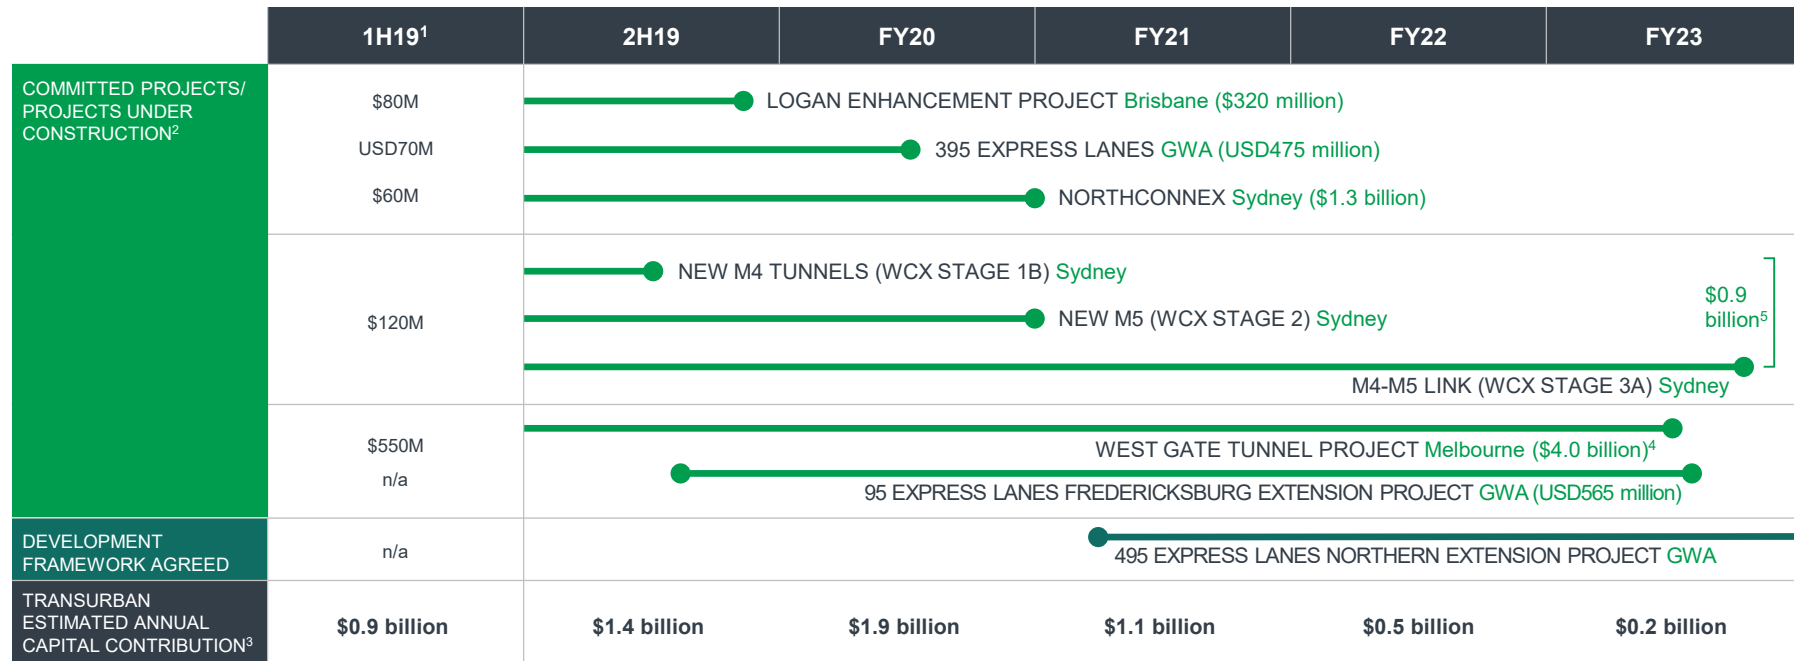 1H19¹ 2H19 FY20 FY21 FY22 FY23
COMMITTED PROJECTS/
PROJECTS UNDER
CONSTRUCTION²
$80M
LOGAN ENHANCEMENT PROJECT Brisbane ($320 million)
USD70M
395 EXPRESS LANES GWA (USD475 million)
$60M
NORTHCONNEX Sydney ($1.3 billion)
$120M
NEW M4 TUNNELS (WCX STAGE 1B) Sydney
NEW M5 (WCX STAGE 2) Sydney
M4-M5 LINK (WCX STAGE 3A) Sydney
$0.9
billion⁵
$550M
WEST GATE TUNNEL PROJECT Melbourne ($4.0 billion)⁴
n/a
95 EXPRESS LANES FREDERICKSBURG EXTENSION PROJECT GWA (USD565 million)
DEVELOPMENT
FRAMEWORK AGREED
n/a
495 EXPRESS LANES NORTHERN EXTENSION PROJECT GWA
TRANSURBAN
ESTIMATED ANNUAL
CAPITAL CONTRIBUTION³
$0.9 billion $1.4 billion $1.9 billion $1.1 billion $0.5 billion $0.2 billion